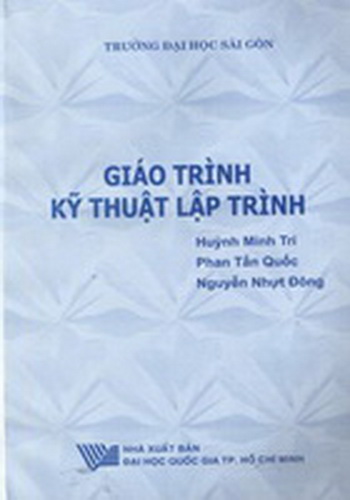 TRƯỜNG ĐẠI HỌC SÀI GÒN
GIÁO TRÌNH
KỸ THUẬT LẬP TRÌNH
Huỳnh Minh Trí
Phan Tấn Quốc
Nguyễn Nhựt Đông
NHÀ XUẤT BẢN
ĐẠI HỌC QUỐC GIA TP. HỒ CHÍ MINH